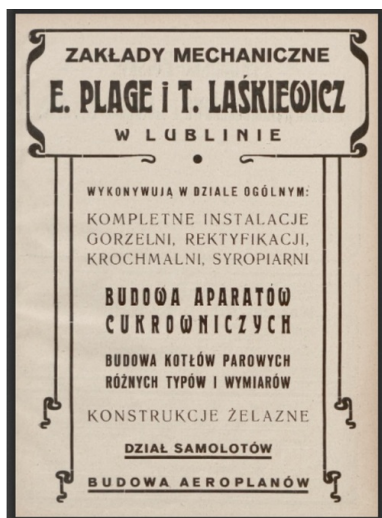 ZAKŁADY MECHANICZNE
E. PLAGE i T. LAŚKIEWICZ
W LUBLINIE
WYKONYWUJĄ W DZIALE OGÓLNYM:
KOMPLETNE INSTALACJE
GORZELNI, REKTYFIKACJI,
KROCHMALNI, SYROPIARNI
BUDOWA APARATÓW
CUKROWNICZYCH
BUDOWA KOTŁÓW PAROWYCH
RÓŻNYCH TYPÓW I WYMIARÓW
KONSTRUKCJE ŻELAZNE
DZIAŁ SAMOLOTÓW
BUDOWA AEROPLANÓW